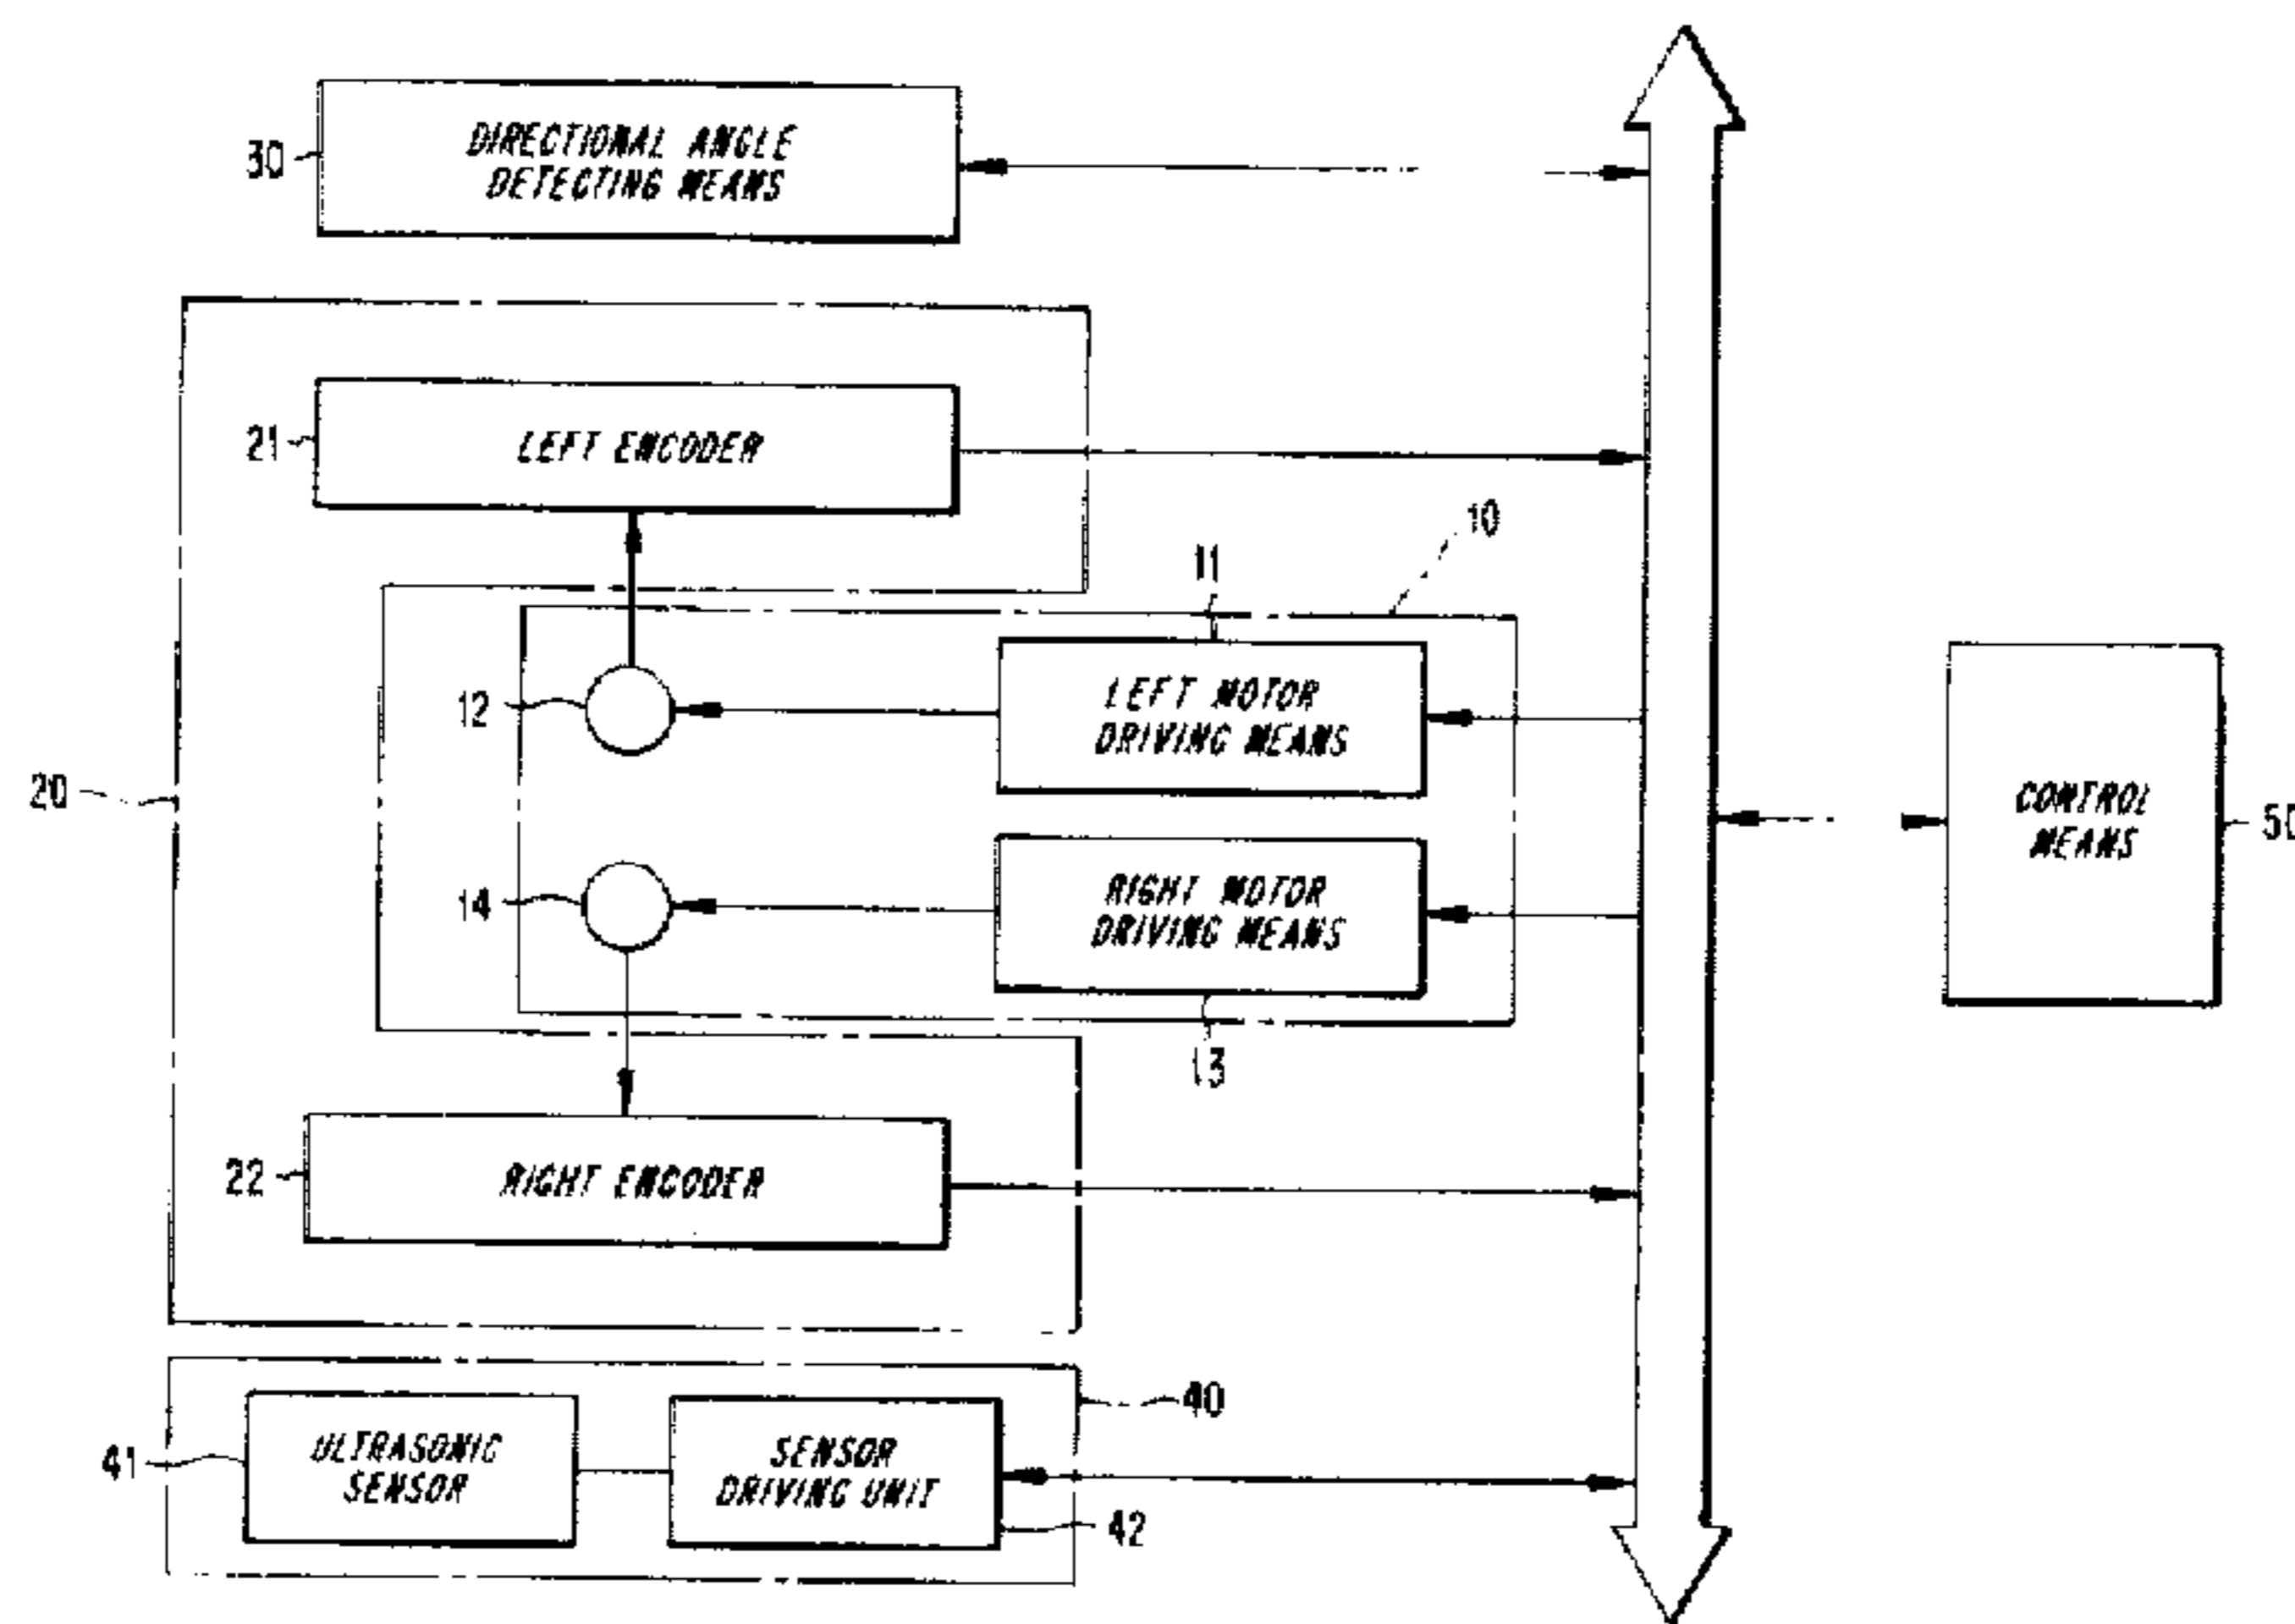 30
DIRECTIONAL ANGLE
DETECTING MEANS
21
LEFT ENCODER
10
11
12
LEFT MOTOR
DRIVING MEANS
20
CONTROL
MEANS
50
14
RIGHT MOTOR
DRIVING MEANS
13
22
RIGHT ENCODER
40
41
ULTRASONIC
SENSOR
SENSOR
DRIVING UNIT
42